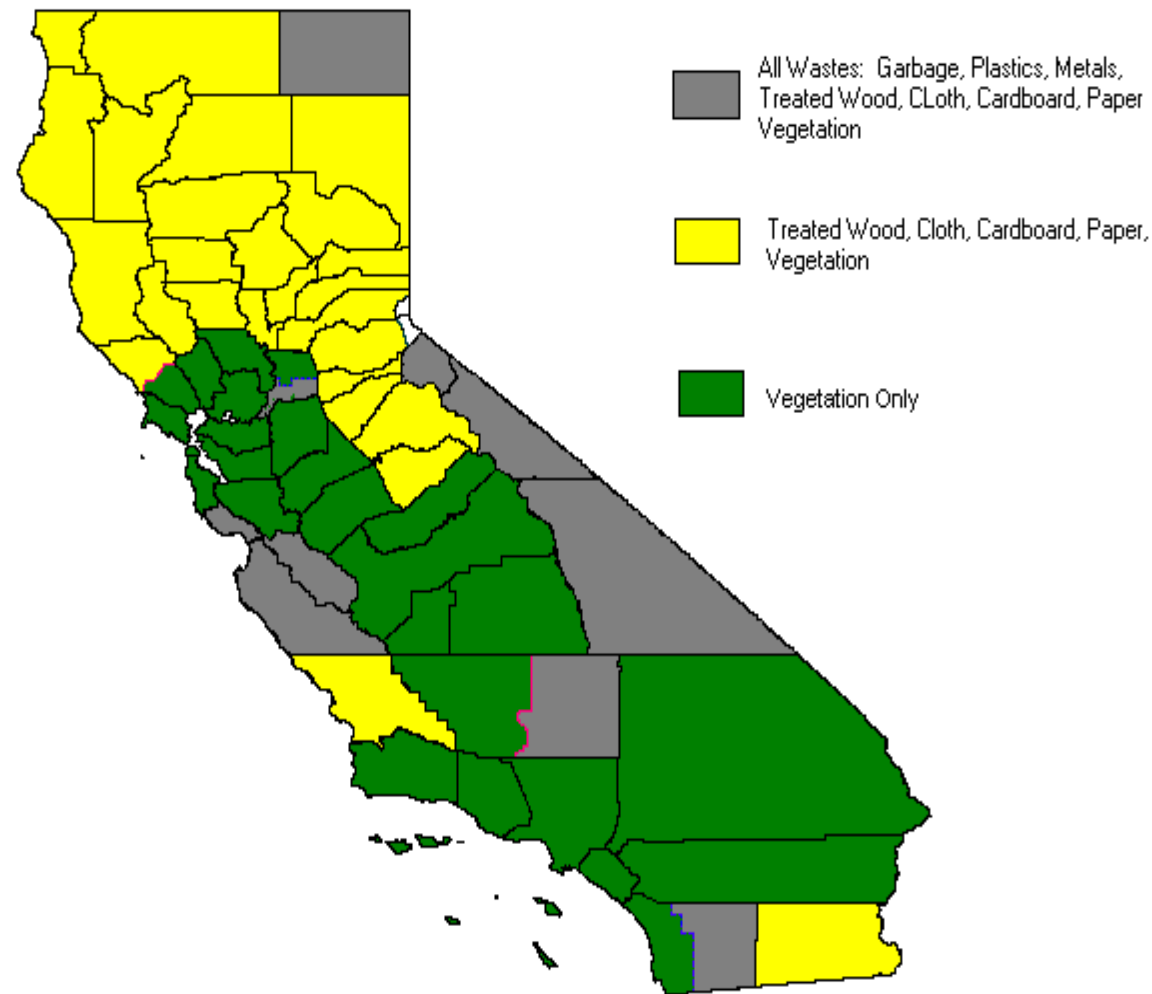 All Wastes: Garbage, Plastics, Metals,
Treated Wood, CLoth, Cardboard, Paper
Vegetation
Treated Wood, Cloth, Cardboard, Paper,
Vegetation
Vegetation Only